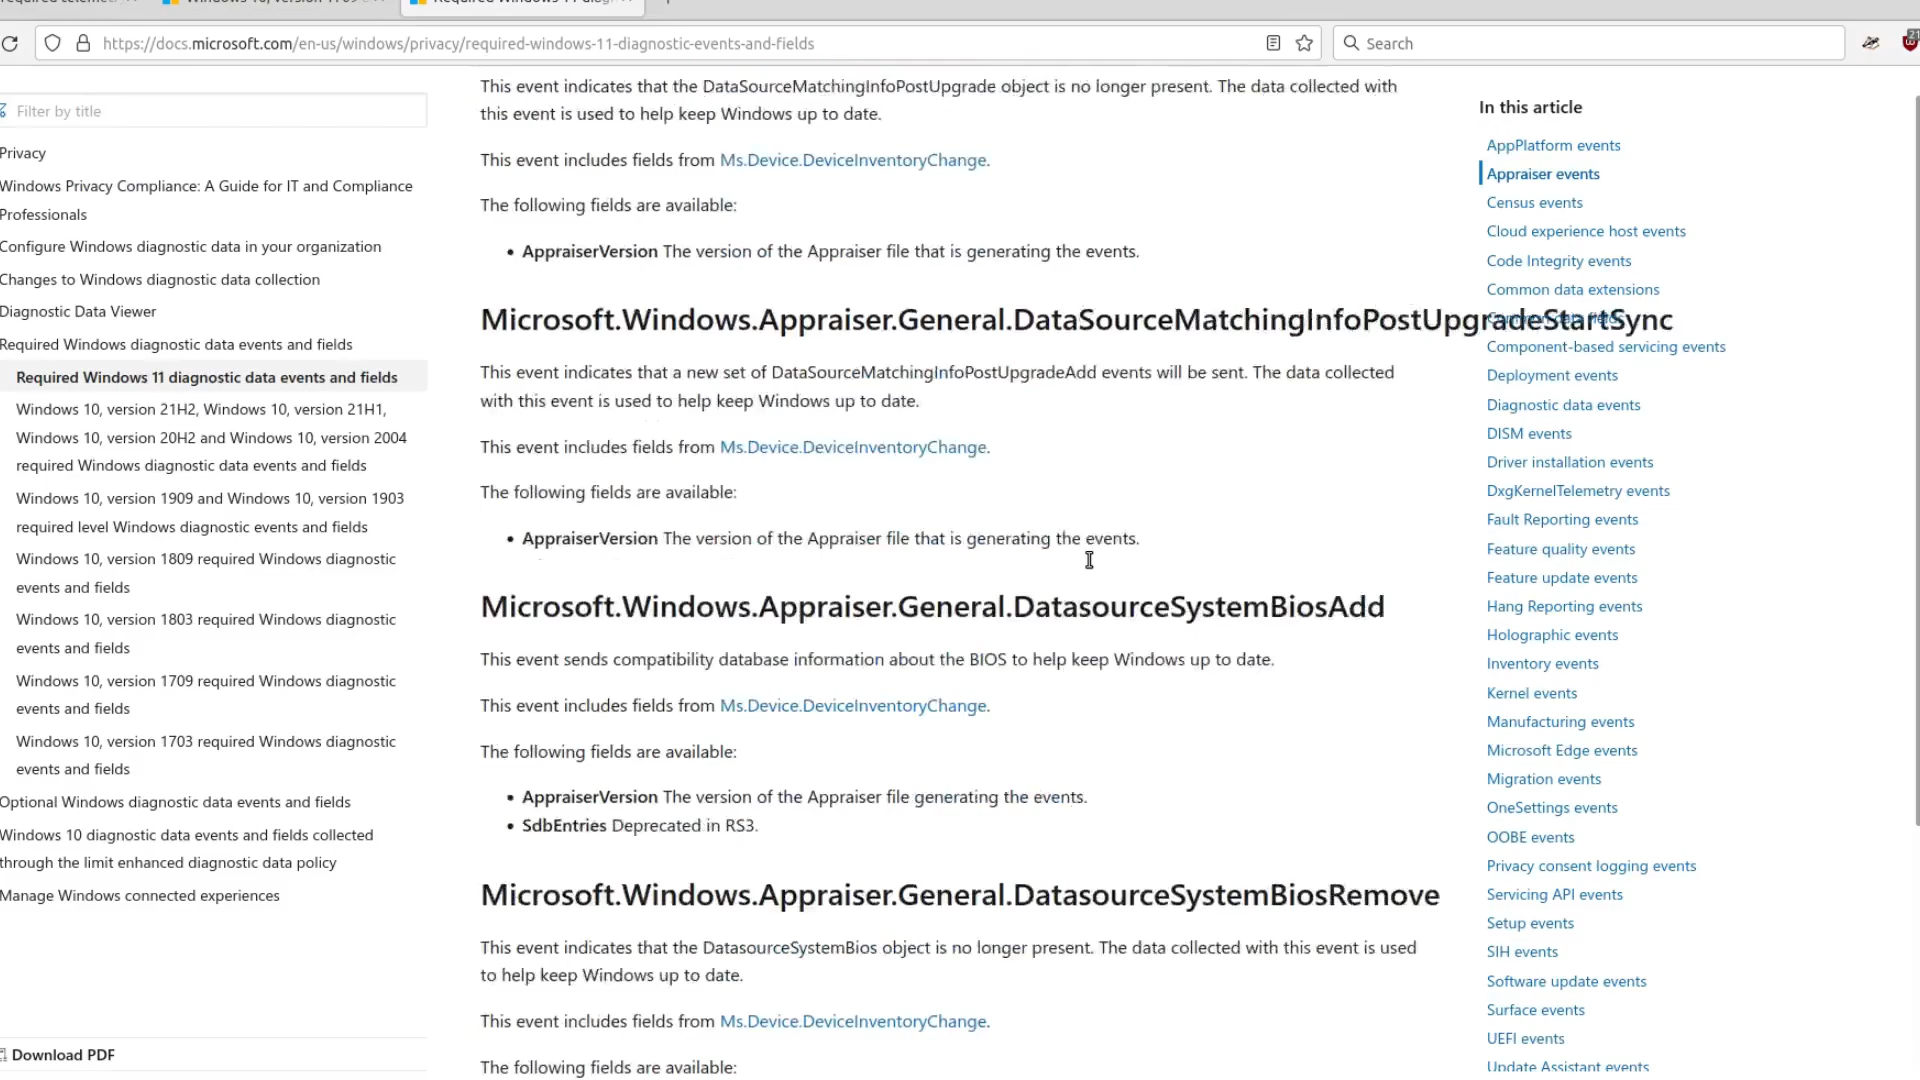 https://docs.microsoft.com/en-us/windows/privacy/required-windows-11-diagnostic-events-and-fields
Search
21
Filter by title
Privacy
Windows Privacy Compliance: A Guide for IT and Compliance
Professionals
Configure Windows diagnostic data in your organization
Changes to Windows diagnostic data collection
Diagnostic Data Viewer
Required Windows diagnostic data events and fields
Required Windows 11 diagnostic data events and fields
Windows 10, version 21H2, Windows 10, version 21H1,
Windows 10, version 20H2 and Windows 10, version 2004
required Windows diagnostic data events and fields
Windows 10, version 1909 and Windows 10, version 1903
required level Windows diagnostic events and fields
Windows 10, version 1809 required Windows diagnostic
events and fields
Windows 10, version 1803 required Windows diagnostic
events and fields
Windows 10, version 1709 required Windows diagnostic
events and fields
Windows 10, version 1703 required Windows diagnostic
events and fields
Optional Windows diagnostic data events and fields
Windows 10 diagnostic data events and fields collected
through the limit enhanced diagnostic data policy
Manage Windows connected experiences
Download PDF
This event indicates that the DataSourceMatchingInfoPostUpgrade object is no longer present. The data collected with
this event is used to help keep Windows up to date.
This event includes fields from Ms.Device.DeviceInventoryChange.
The following fields are available:
• AppraiserVersion The version of the Appraiser file that is generating the events.
Microsoft.Windows.Appraiser.General.DataSourceMatchingInfoPostUpgradeStartSync
This event indicates that a new set of DataSourceMatchingInfoPostUpgradeAdd events will be sent. The data collected
with this event is used to help keep Windows up to date.
This event includes fields from Ms.Device.DeviceInventoryChange.
The following fields are available:
• AppraiserVersion The version of the Appraiser file that is generating the events.
Microsoft.Windows.Appraiser.General.DatasourceSystemBiosAdd
This event sends compatibility database information about the BIOS to help keep Windows up to date.
This event includes fields from Ms.Device.DeviceInventoryChange.
The following fields are available:
• AppraiserVersion The version of the Appraiser file generating the events.
• SdbEntries Deprecated in RS3.
Microsoft.Windows.Appraiser.General.DatasourceSystemBiosRemove
This event indicates that the DatasourceSystemBios object is no longer present. The data collected with this event is used
to help keep Windows up to date.
This event includes fields from Ms.Device.DeviceInventoryChange.
The following fields are available:
In this article
AppPlatform events
Appraiser events
Census events
Cloud experience host events
Code Integrity events
Common data extensions
Component-based servicing events
Deployment events
Diagnostic data events
DISM events
Driver installation events
DxgKernelTelemetry events
Fault Reporting events
Feature quality events
Feature update events
Hang Reporting events
Holographic events
Inventory events
Kernel events
Manufacturing events
Microsoft Edge events
Migration events
OneSettings events
OOBE events
Privacy consent logging events
Servicing API events
Setup events
SIH events
Software update events
Surface events
UEFI events
Update Assistant events